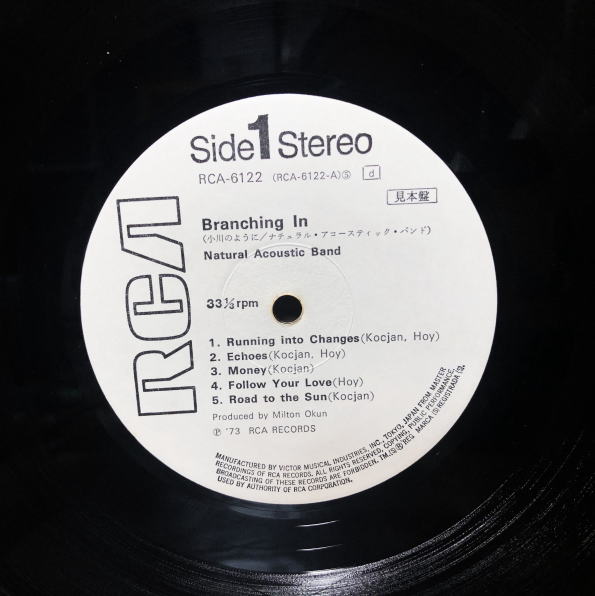 Side 1 Stereo
RCA-6122 (RCA-6122-A)Ⓢ d
見本盤
RCA
Branching In
(小川のように/ナチュラル・アコースティック・バンド)
Natural Acoustic Band
33⅓rpm
1. Running into Changes(Kocjan, Hoy)
2. Echoes(Kocjan, Hoy)
3. Money(Kocjan)
4. Follow Your Love(Hoy)
5. Road to the Sun(Kocjan)
Produced by Milton Okun
Ⓟ '73 RCA RECORDS
MANUFACTURED BY VICTOR MUSICAL INDUSTRIES, INC. TOKYO, JAPAN FROM MASTER
RECORDINGS OF RCA RECORDS. ALL RIGHTS RESERVED, COPYING, PUBLIC PERFORMANCE,
BROADCASTING OF THESE RECORDS ARE FORBIDDEN. TM.(S)® REG. MARCA (S) REGISTRADA (S).
USED BY AUTHORITY OF RCA CORPORATION.